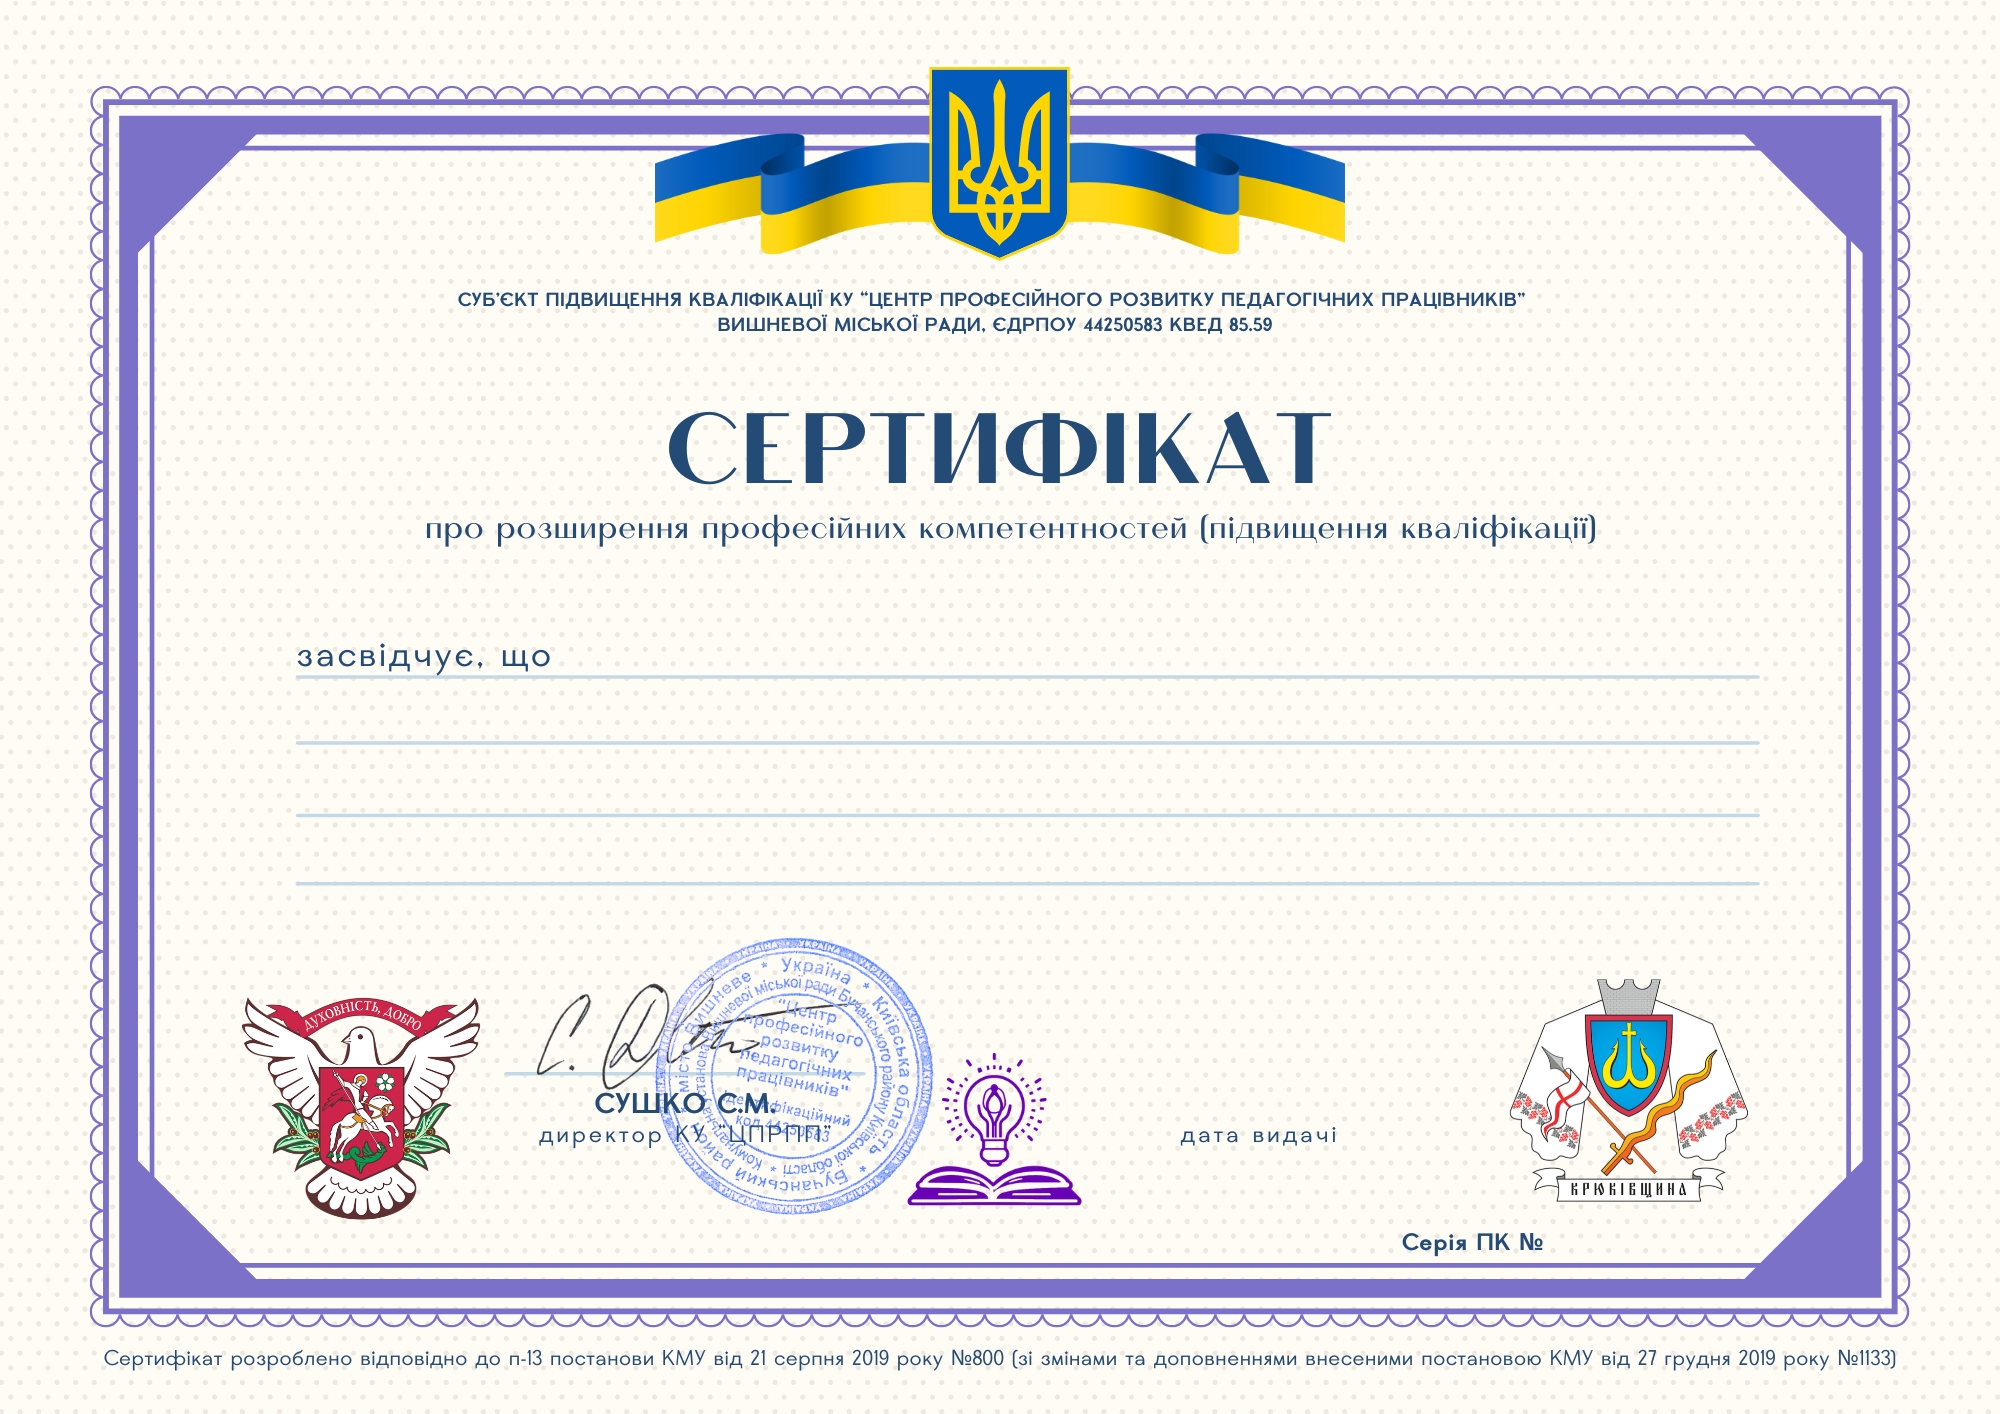 СУБ'ЄКТ ПІДВИЩЕННЯ КВАЛІФІКАЦІЇ КУ “ЦЕНТР ПРОФЕСІЙНОГО РОЗВИТКУ ПЕДАГОГІЧНИХ ПРАЦІВНИКІВ”
ВИШНЕВОЇ МІСЬКОЇ РАДИ, ЄДРПОУ 44250583 КВЕД 85.59
СЕРТИФІКАТ
про розширення професійних компетентностей (підвищення кваліфікації)
засвідчує, що
ДУХОВНІСТЬ, ДОБРО
* Україна * Київська область * Бучанський район * місто Вишневе
Комунальна установа Вишневої міської ради Бучанського району Київської області *
"Центр
професійного
розвитку
педагогічних
працівників"
Ідентифікаційний
код 44250583
СУШКО С.М.
директор КУ “ЦПРПП”
дата видачі
КРЮКІВЩИНА
Серія ПК №
Сертифікат розроблено відповідно до п-13 постанови КМУ від 21 серпня 2019 року №800 (зі змінами та доповненнями внесеними постановою КМУ від 27 грудня 2019 року №1133)